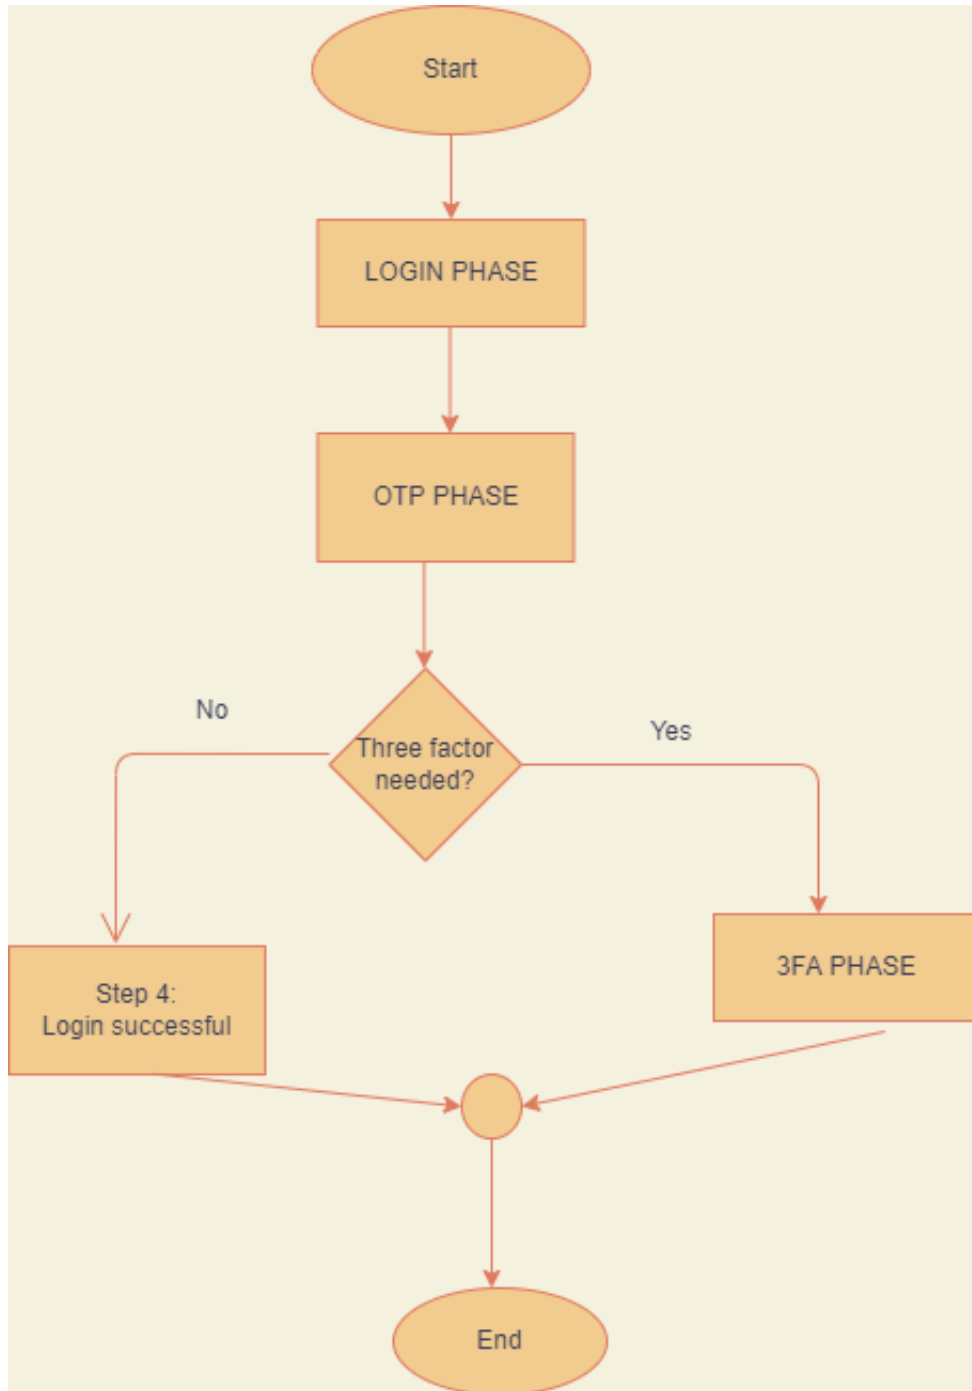 Start
LOGIN PHASE
OTP PHASE
No
Yes
Three factor
needed?
3FA PHASE
Step 4:
Login successful
End